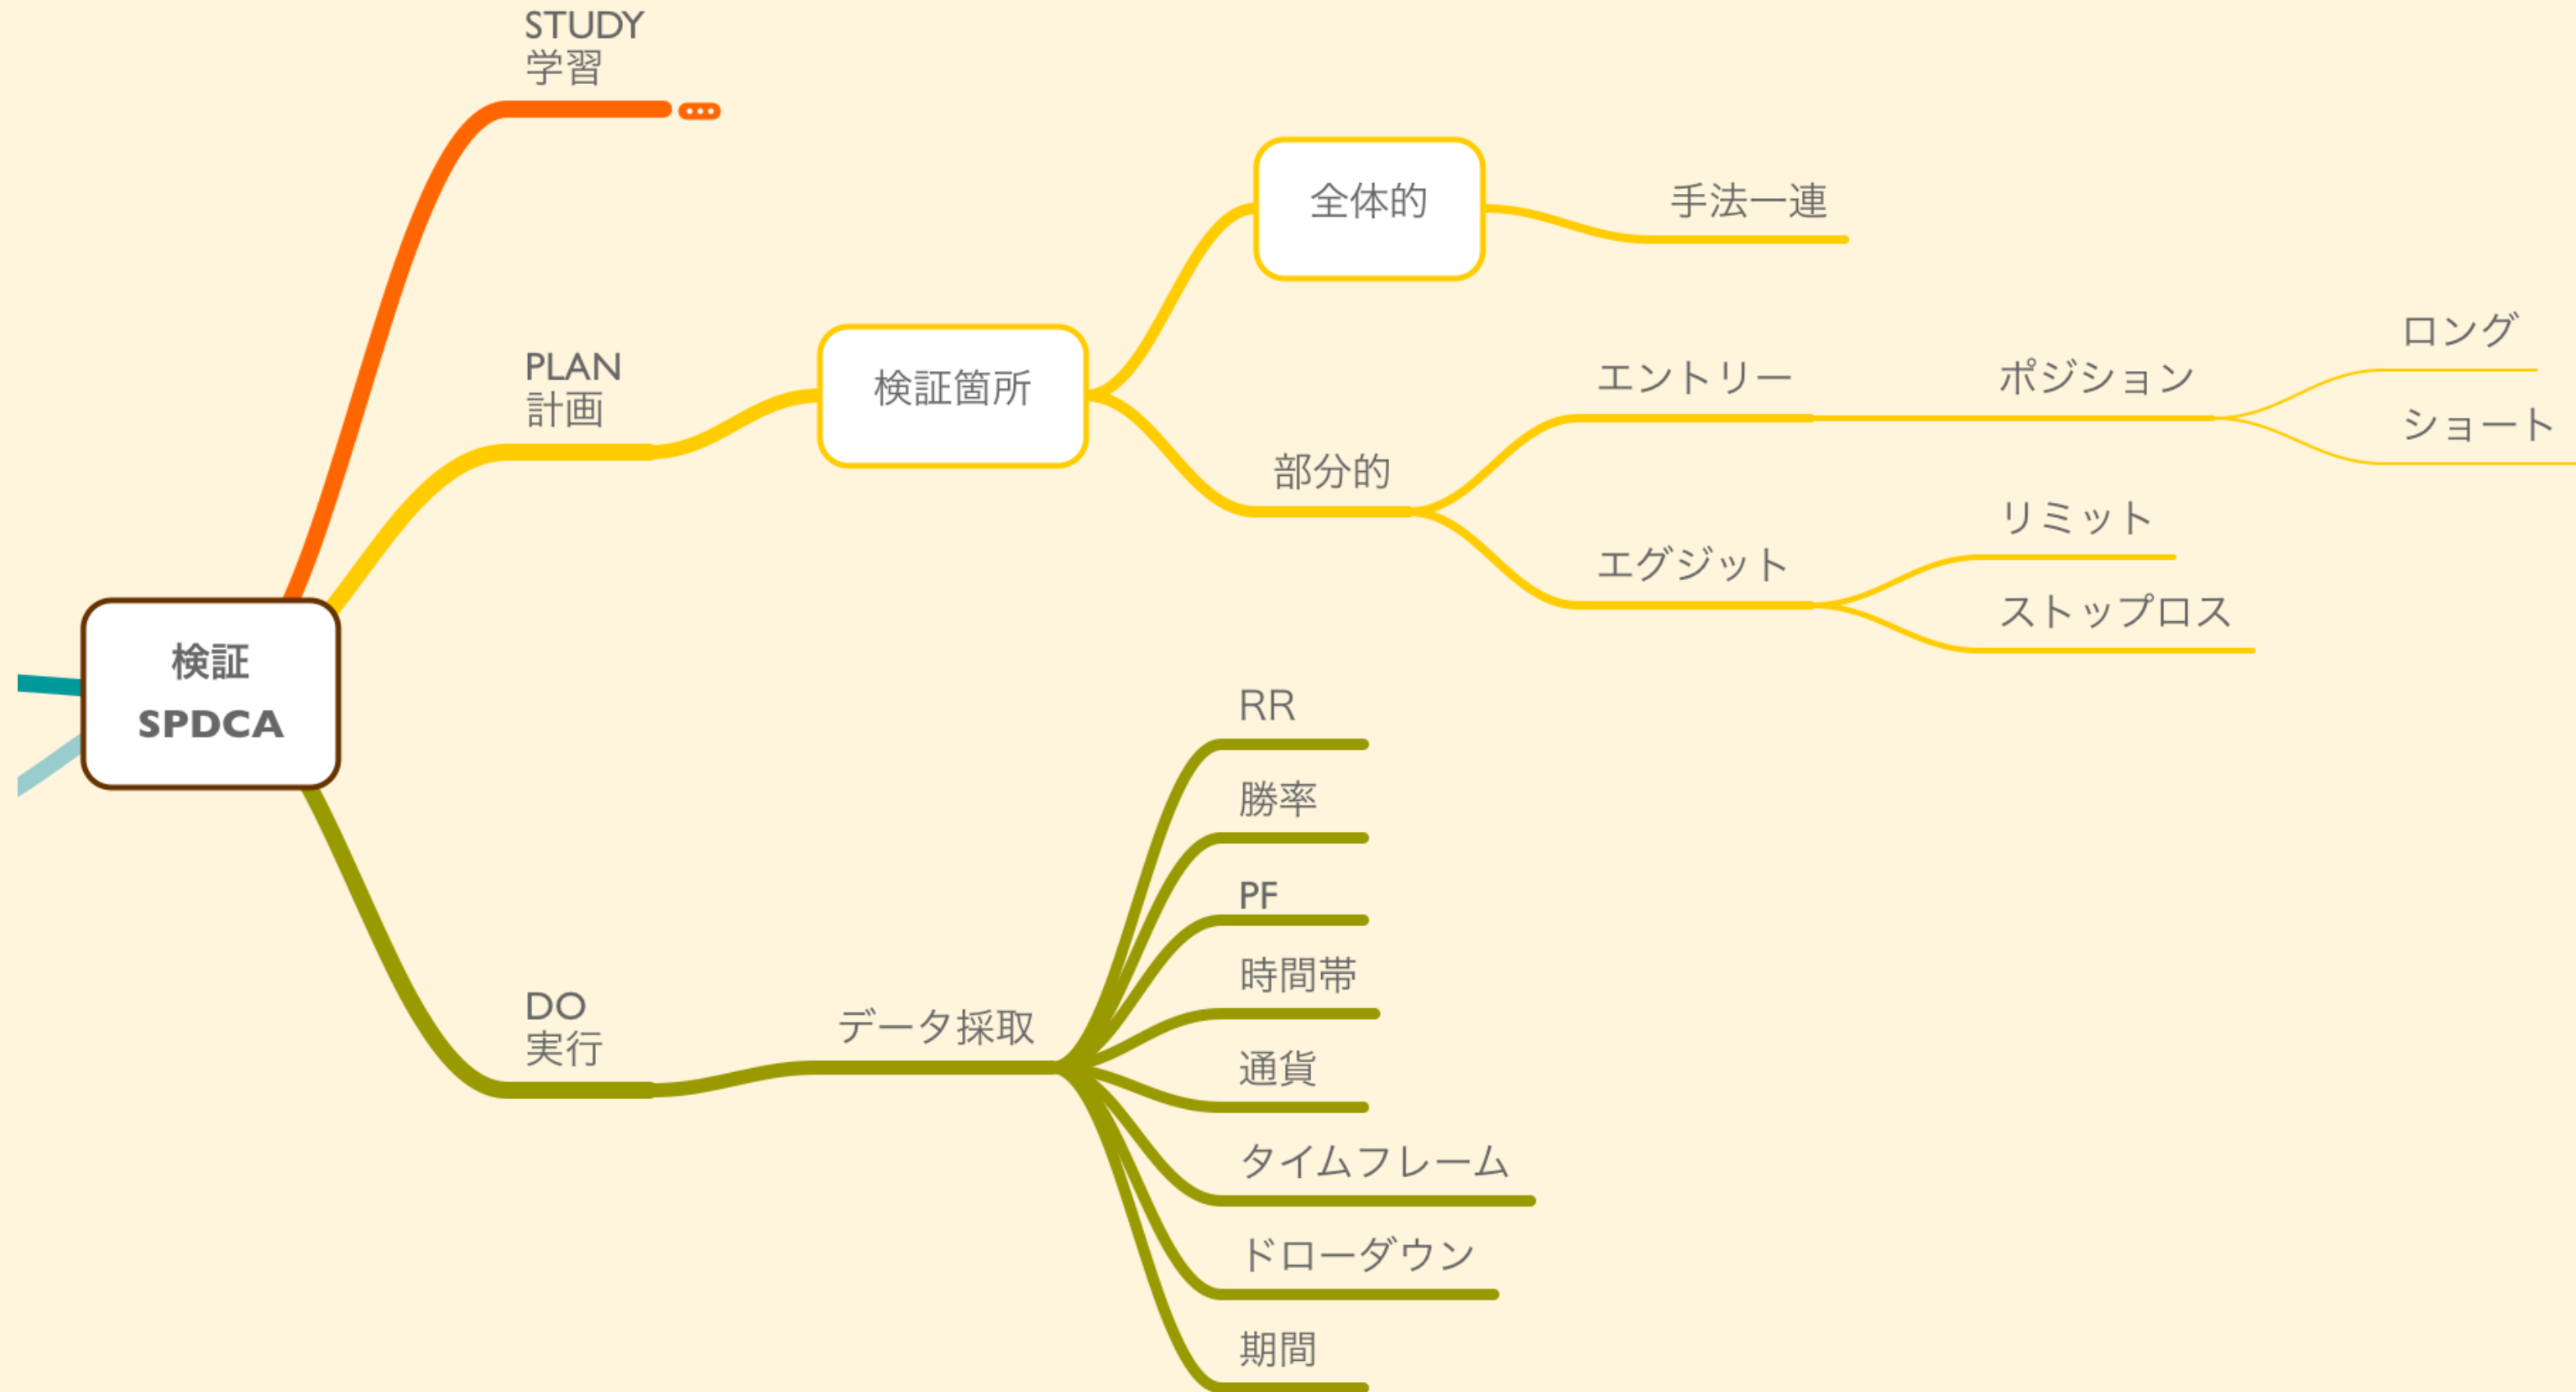 STUDY
学習
全体的
手法一連
PLAN
計画
検証箇所
部分的
エントリー
ポジション
ロング
ショート
エグジット
リミット
ストップロス
検証
SPDCA
DO
実行
データ採取
RR
勝率
PF
時間帯
通貨
タイムフレーム
ドローダウン
期間